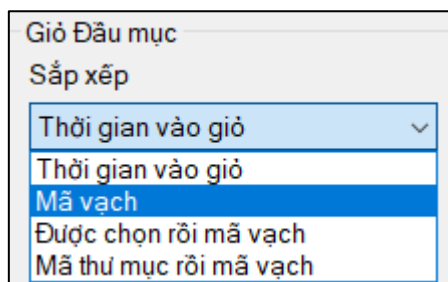 Giỏ Đầu mục
Sắp xếp
Thời gian vào giỏ
Thời gian vào giỏ
Mã vạch
Được chọn rồi mã vạch
Mã thư mục rồi mã vạch